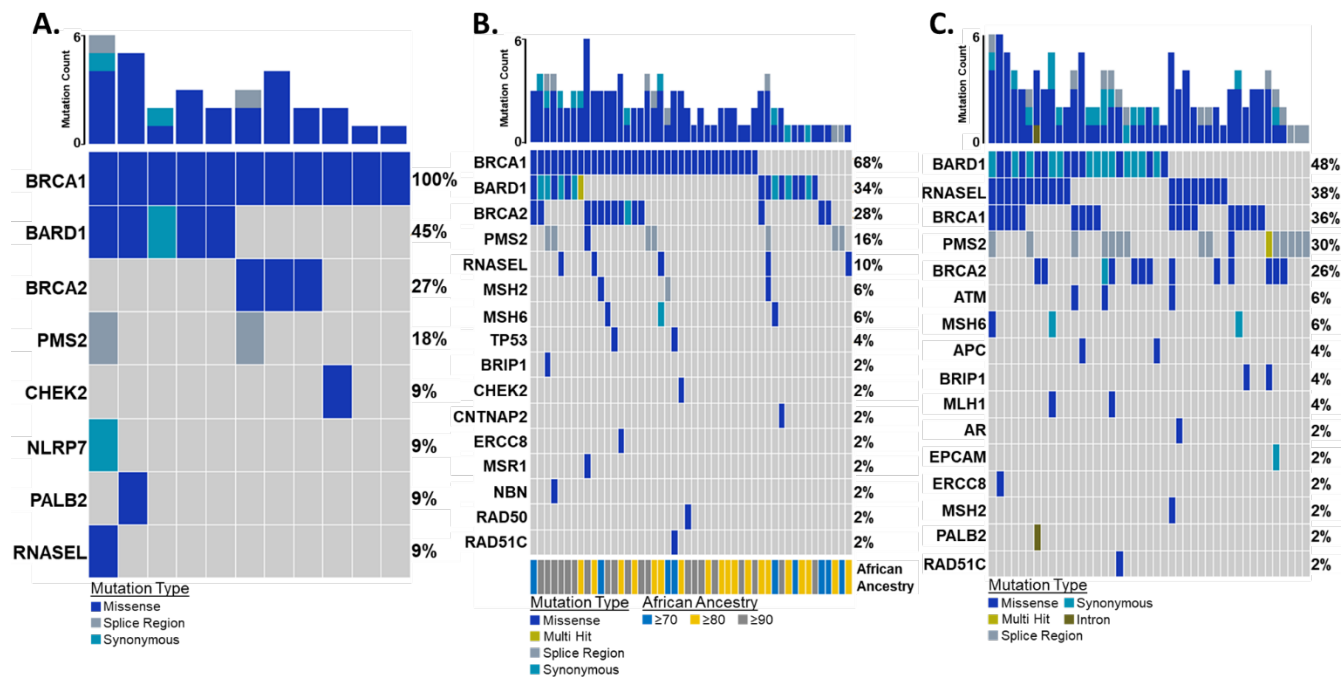 A.
6
Mutation Count
0
BRCA1 100%
BARD1 45%
BRCA2 27%
PMS2 18%
CHEK2 9%
NLRP7 9%
PALB2 9%
RNASEL 9%
Mutation Type
Missense
Splice Region
Synonymous
B.
6
Mutation Count
0
BRCA1 68%
BARD1 34%
BRCA2 28%
PMS2 16%
RNASEL 10%
MSH2 6%
MSH6 6%
TP53 4%
BRIP1 2%
CHEK2 2%
CNTNAP2 2%
ERCC8 2%
MSR1 2%
NBN 2%
RAD50 2%
RAD51C 2%
African
Ancestry
Mutation Type African Ancestry
Missense ≥70 ≥80 ≥90
Multi Hit
Splice Region
Synonymous
C.
6
Mutation Count
0
BARD1 48%
RNASEL 38%
BRCA1 36%
PMS2 30%
BRCA2 26%
ATM 6%
MSH6 6%
APC 4%
BRIP1 4%
MLH1 4%
AR 2%
EPCAM 2%
ERCC8 2%
MSH2 2%
PALB2 2%
RAD51C 2%
Mutation Type
Missense Synonymous
Multi Hit Intron
Splice Region